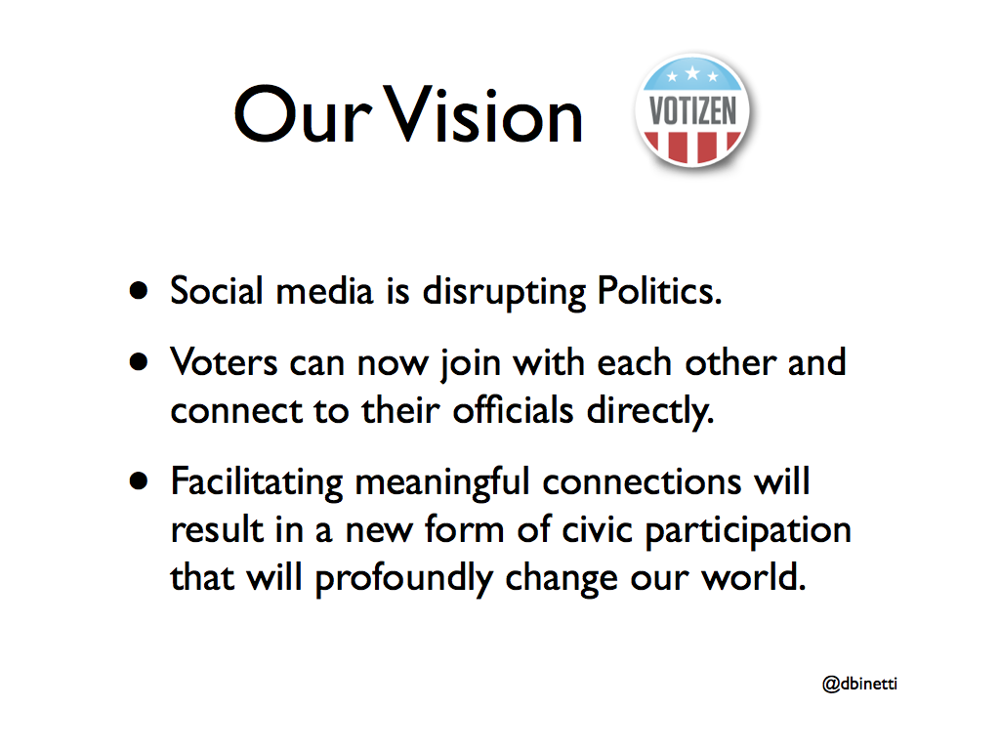 Our Vision
VOTIZEN
• Social media is disrupting Politics.
• Voters can now join with each other and
connect to their officials directly.
• Facilitating meaningful connections will
result in a new form of civic participation
that will profoundly change our world.
@dbinetti